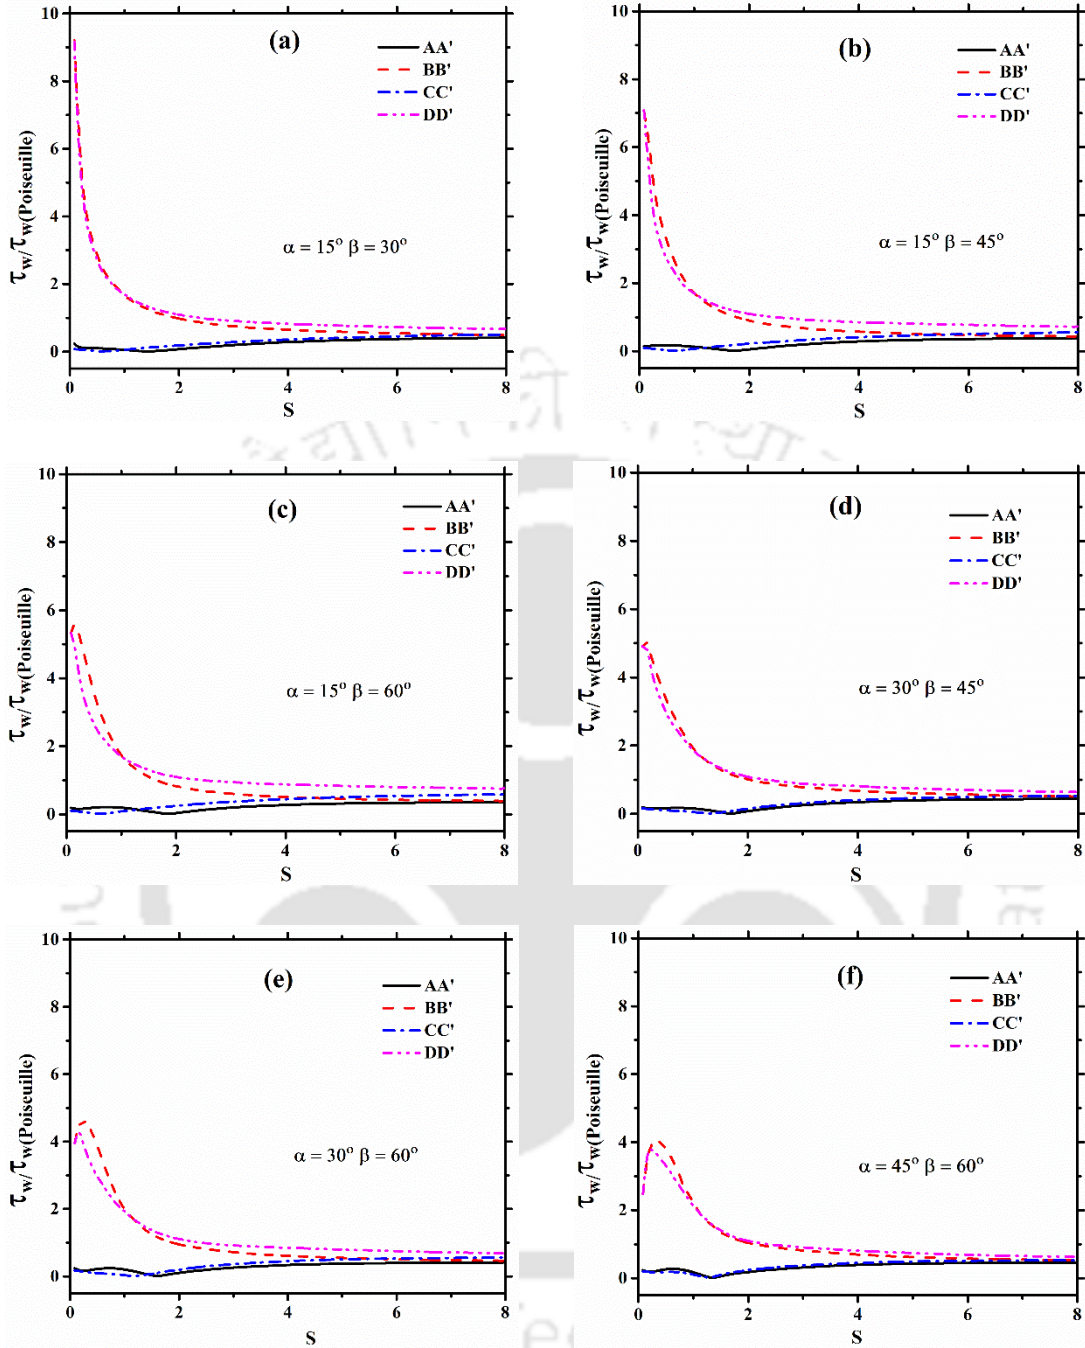 (a)
AA'
BB'
CC'
DD'
α = 15° β = 30°
τw/τw(Poiseuille)
10
8
6
4
2
0
0 2 4 6 8
S
(b)
AA'
BB'
CC'
DD'
α = 15° β = 45°
τw/τw(Poiseuille)
10
8
6
4
2
0
0 2 4 6 8
S
(c)
AA'
BB'
CC'
DD'
α = 15° β = 60°
τw/τw(Poiseuille)
10
8
6
4
2
0
0 2 4 6 8
S
(d)
AA'
BB'
CC'
DD'
α = 30° β = 45°
τw/τw(Poiseuille)
10
8
6
4
2
0
0 2 4 6 8
S
(e)
AA'
BB'
CC'
DD'
α = 30° β = 60°
τw/τw(Poiseuille)
10
8
6
4
2
0
0 2 4 6 8
S
(f)
AA'
BB'
CC'
DD'
α = 45° β = 60°
τw/τw(Poiseuille)
10
8
6
4
2
0
0 2 4 6 8
S